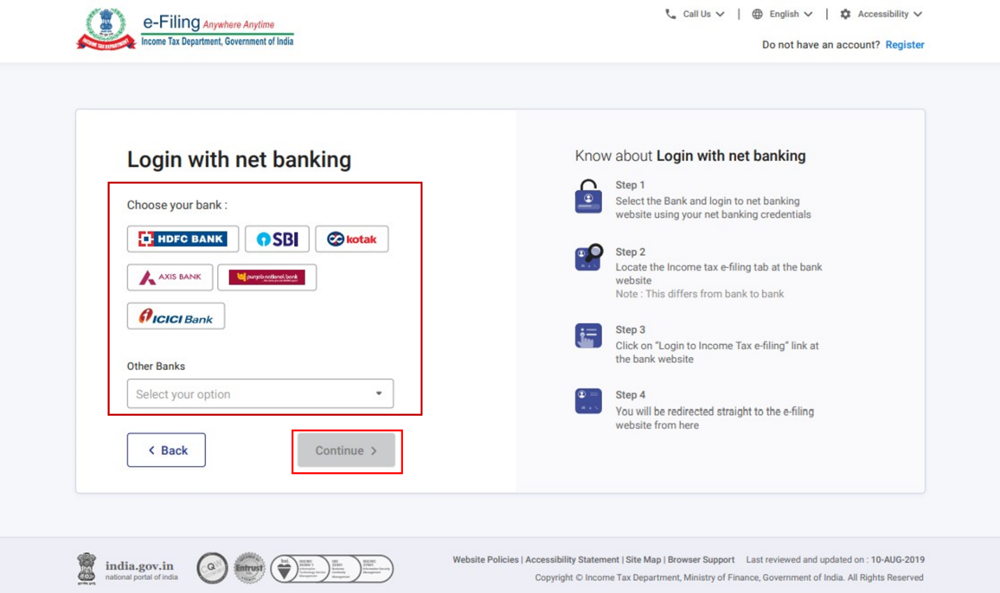 e-Filing Anywhere Anytime
Income Tax Department, Government of India
INCOME TAX DEPARTMENT
Call Us | English | Accessibility
Do not have an account? Register
Login with net banking
Choose your bank :
HDFC BANK SBI kotak
AXIS BANK punjab national bank
ICICI Bank
Other Banks
Select your option
Back
Continue
Know about Login with net banking
Step 1
Select the Bank and login to net banking
website using your net banking credentials
Step 2
Locate the Income tax e-filing tab at the bank
website
Note : This differs from bank to bank
Step 3
Click on “Login to Income Tax e-filing” link at
the bank website
Step 4
You will be redirected straight to the e-filing
website from here
india.gov.in
national portal of india
CQW
Entrust
bsi.
Website Policies | Accessibility Statement | Site Map | Browser Support Last reviewed and updated on : 10-AUG-2019
Copyright © Income Tax Department, Ministry of Finance, Government of India. All Rights Reserved